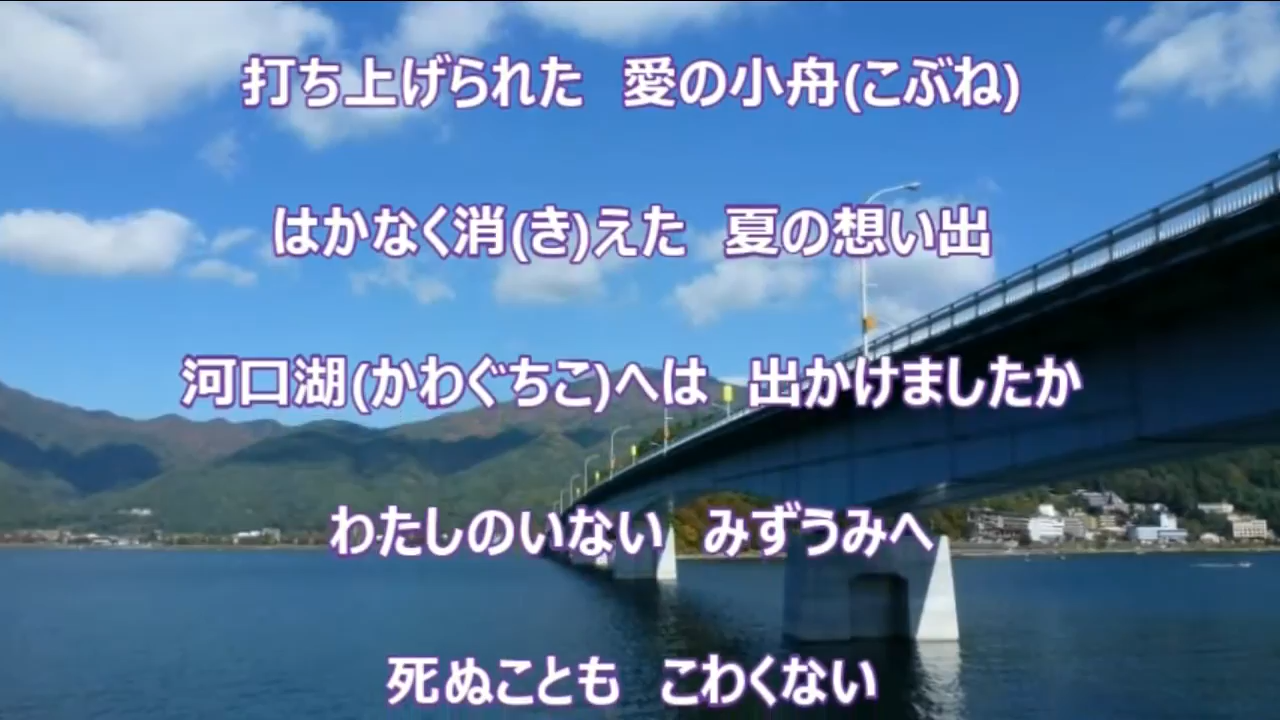 打ち上げられた　愛の小舟(こぶね)
はかなく消(き)えた　夏の想い出
河口湖(かわぐちこ)へは　出かけましたか
わたしのいない　みずうみへ
死ぬことも　こわくない